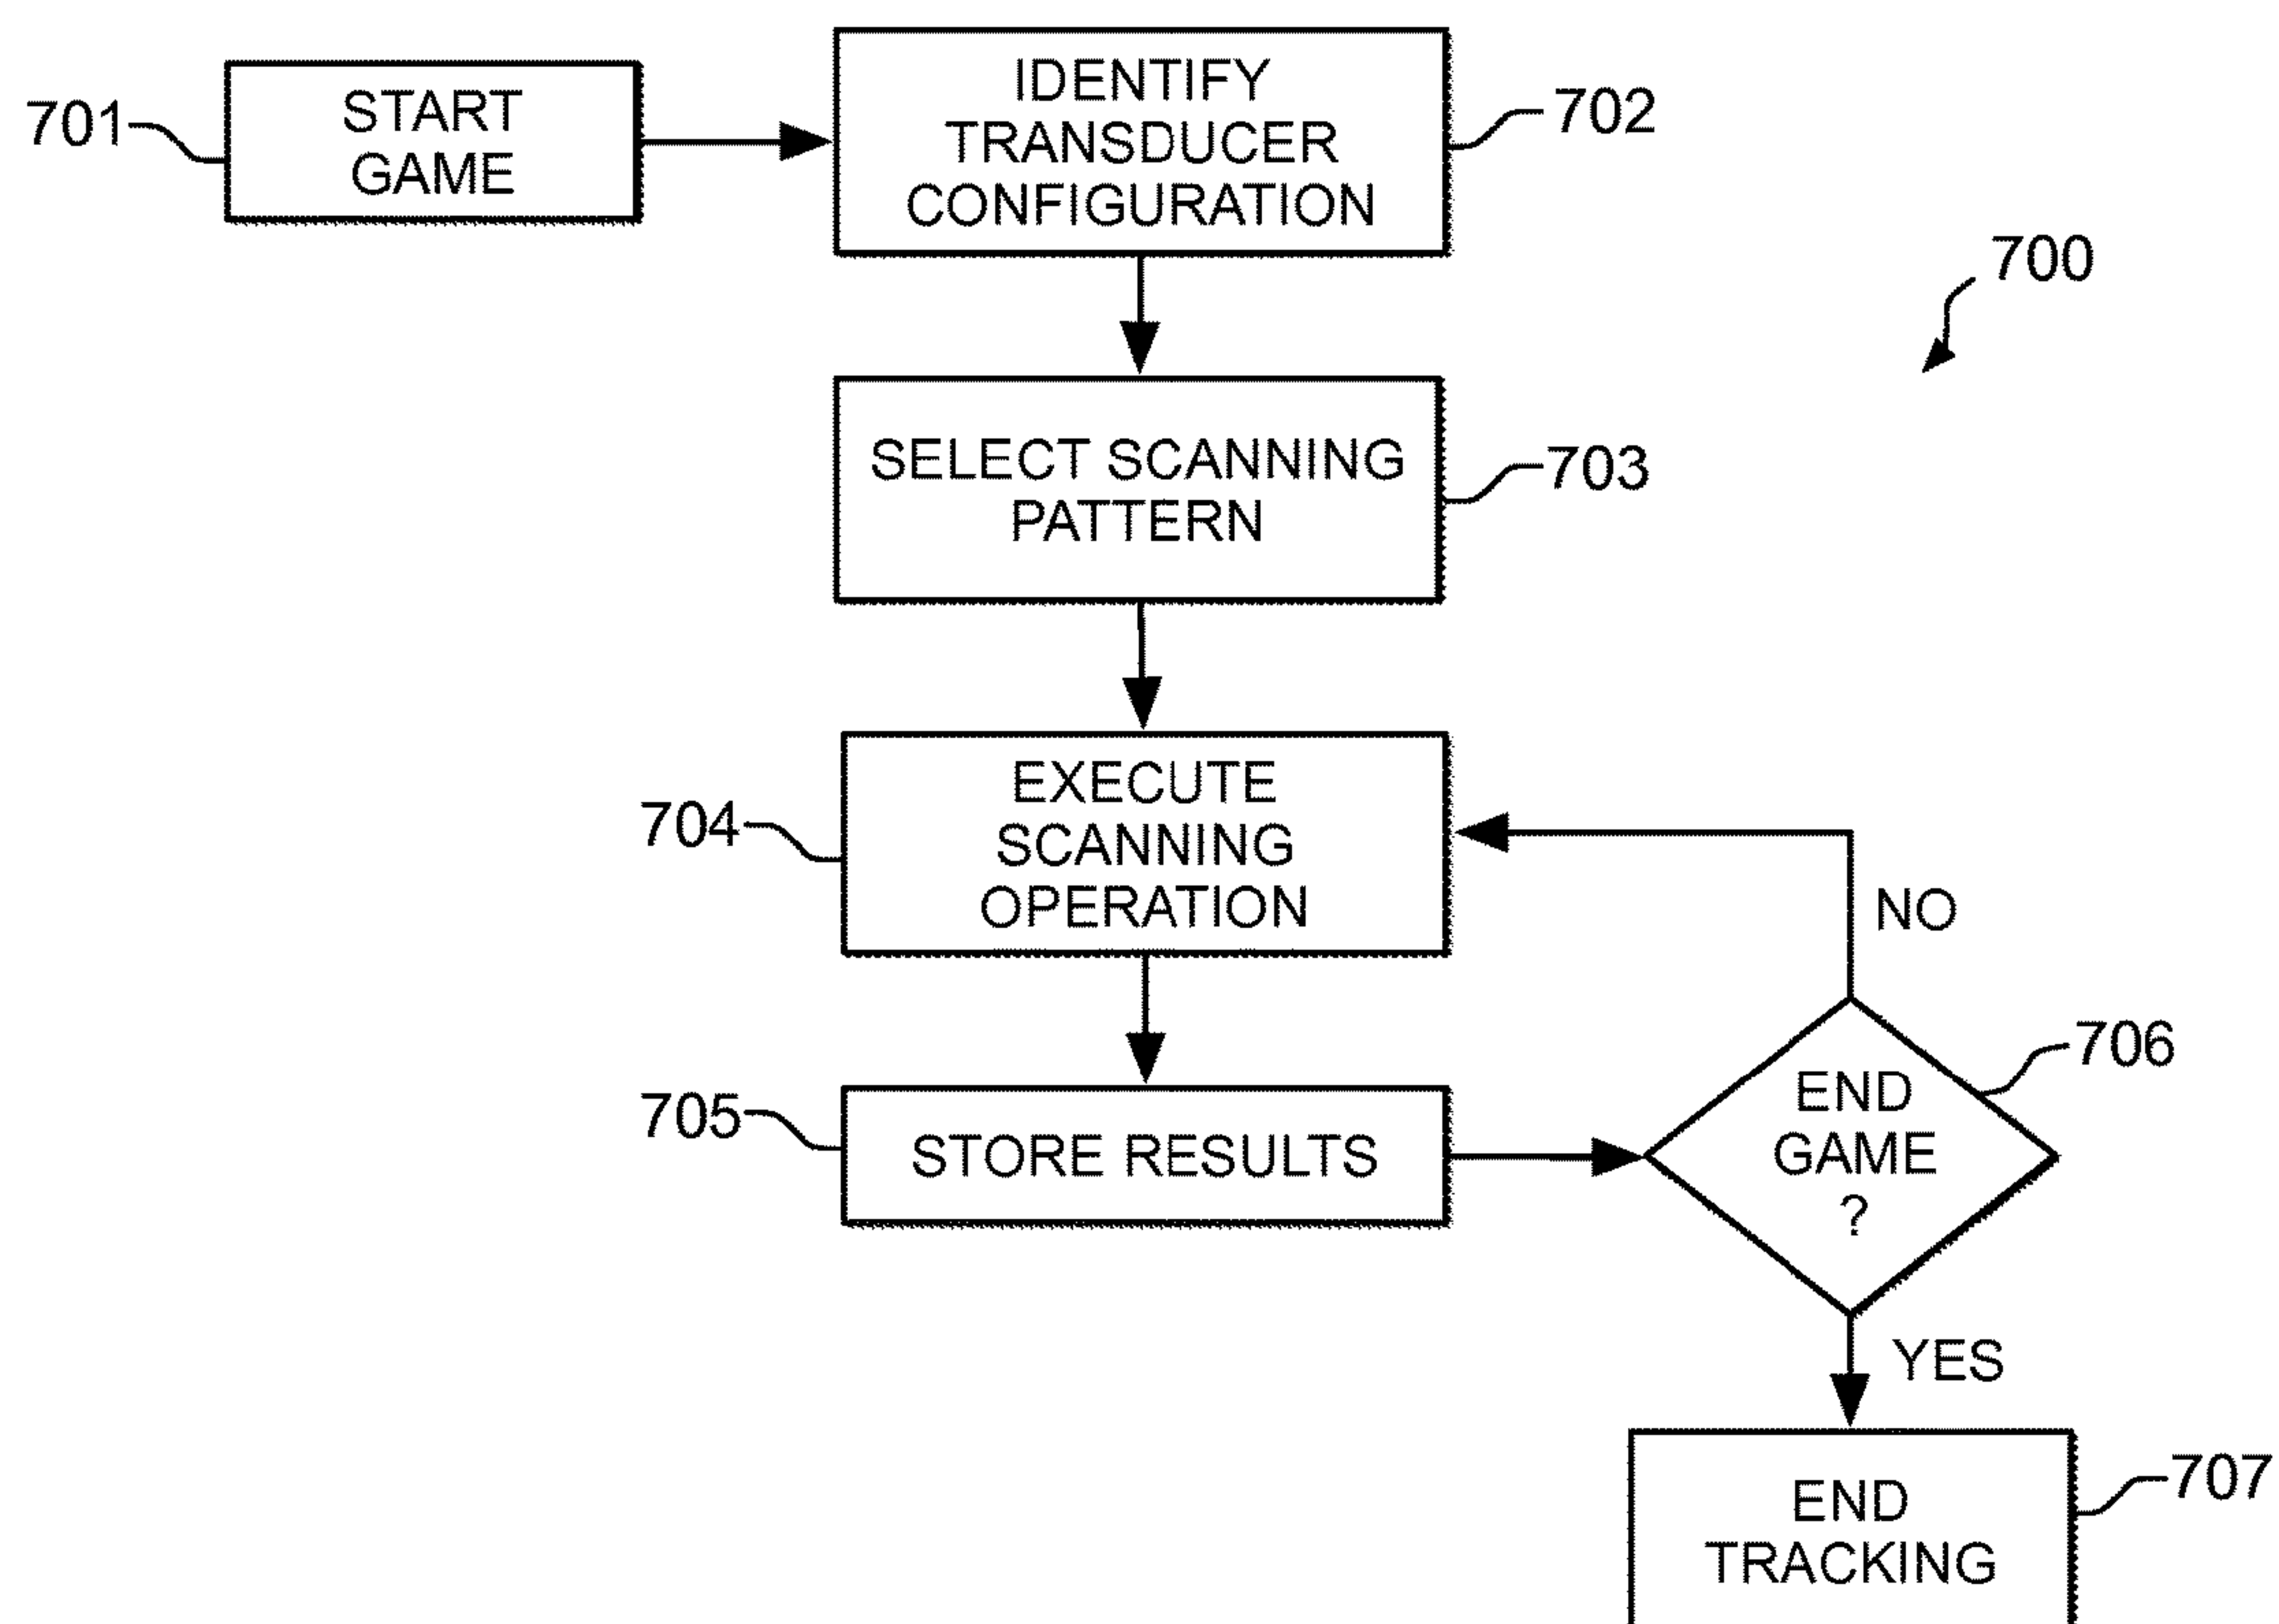 701
START
GAME
IDENTIFY
TRANSDUCER
CONFIGURATION
702
700
SELECT SCANNING
PATTERN
703
704
EXECUTE
SCANNING
OPERATION
NO
705
STORE RESULTS
706
END
GAME
?
YES
END
TRACKING
707